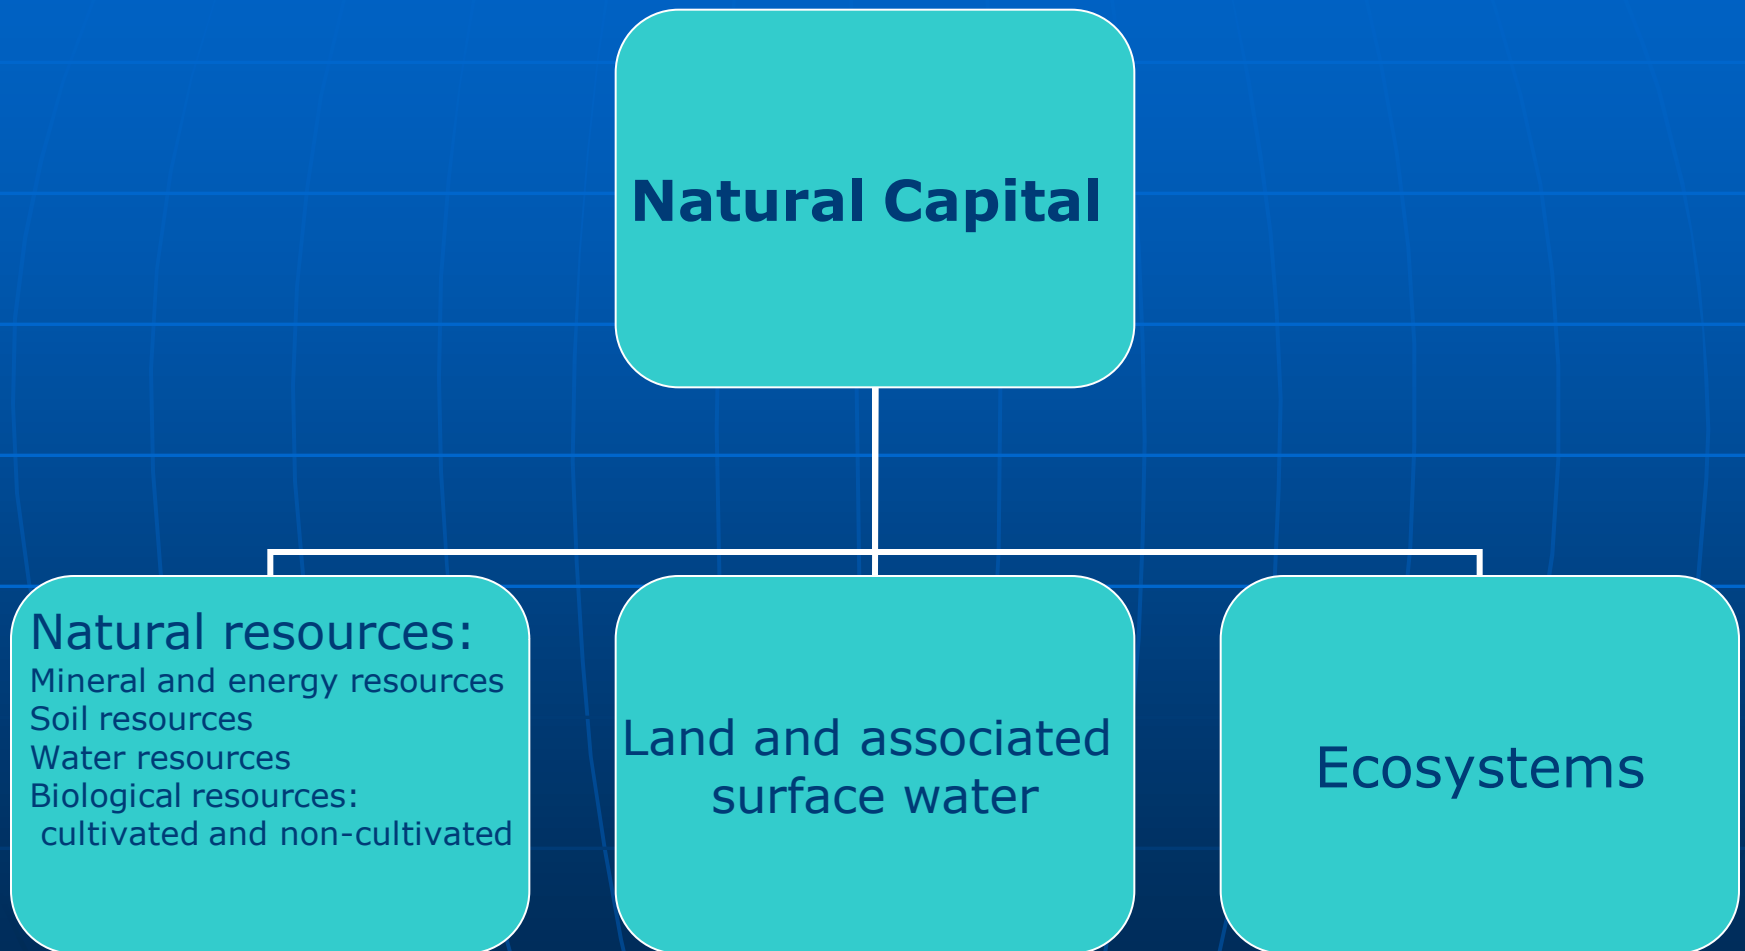 Natural Capital
Natural resources:
Mineral and energy resources
Soil resources
Water resources
Biological resources:
cultivated and non-cultivated
Land and associated
surface water
Ecosystems